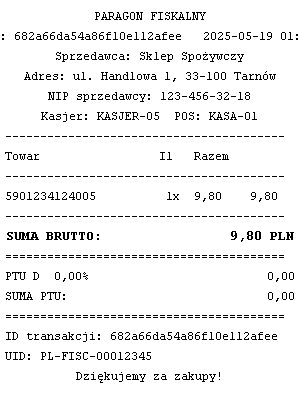 PARAGON FISKALNY
: 682a66da54a86f10e112afee 2025-05-19 01:
Sprzedawca: Sklep Spożywczy
Adres: ul. Handlowa 1, 33-100 Tarnów
NIP sprzedawcy: 123-456-32-18
Kasjer: KASJER-05 POS: KASA-01
----------------------------------------
Towar Il Razem
----------------------------------------
5901234124005 1x 9,80 9,80
----------------------------------------
SUMA BRUTTO: 9,80 PLN
========================================
PTU D 0,00% 0,00
SUMA PTU: 0,00
========================================
ID transakcji: 682a66da54a86f10e112afee
UID: PL-FISC-00012345
Dziękujemy za zakupy!